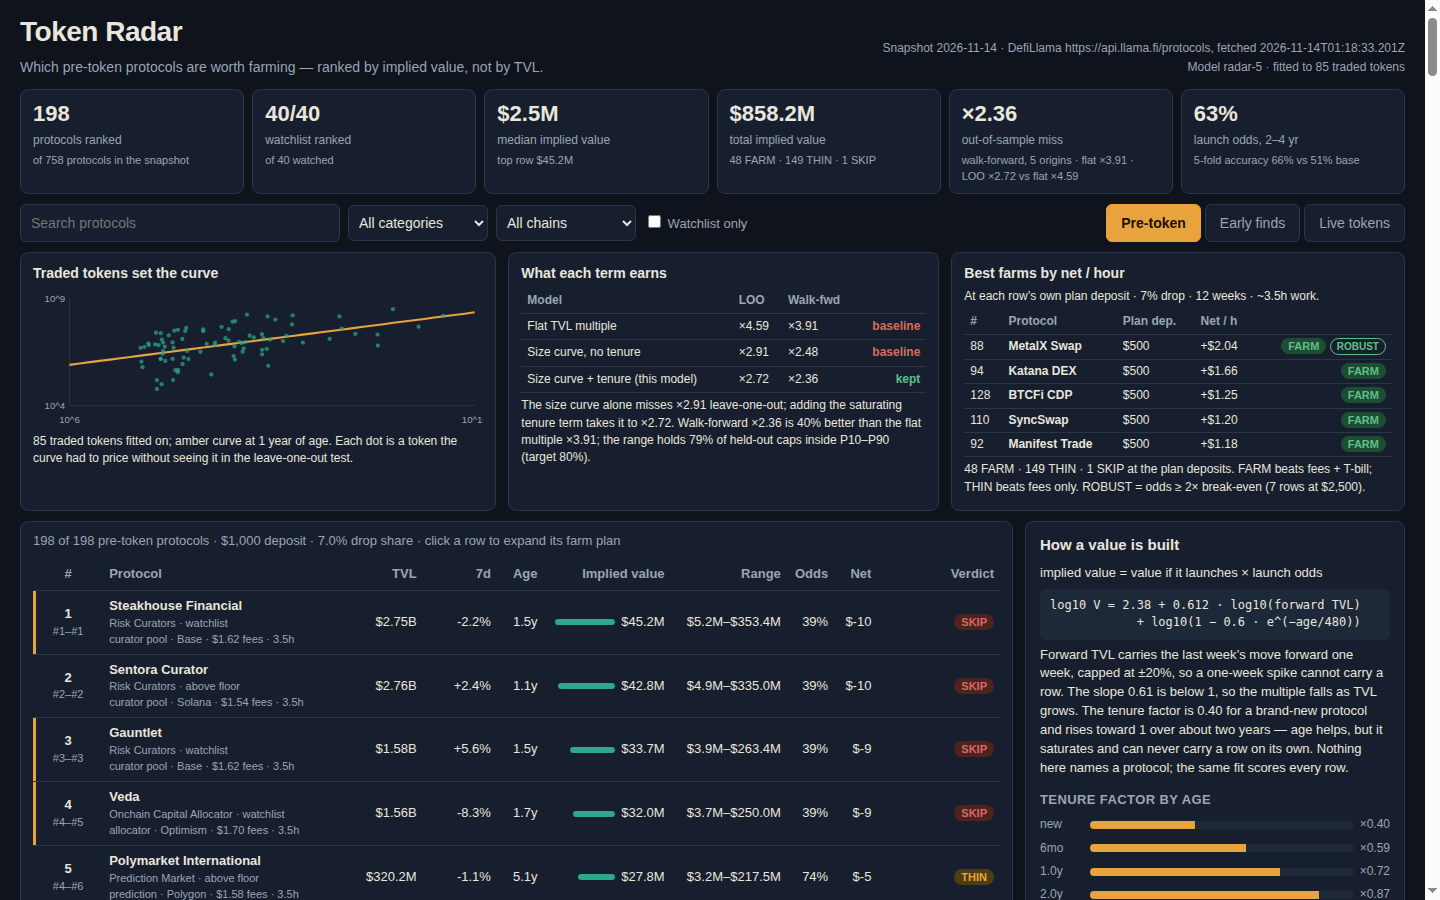 Token Radar
Which pre-token protocols are worth farming — ranked by implied value, not by TVL.
Snapshot 2026-11-14 · DefiLlama https://api.llama.fi/protocols, fetched 2026-11-14T01:18:33.201Z
Model radar-5 · fitted to 85 traded tokens
198
protocols ranked
of 758 protocols in the snapshot
40/40
watchlist ranked
of 40 watched
$2.5M
median implied value
top row $45.2M
$858.2M
total implied value
48 FARM · 149 THIN · 1 SKIP
×2.36
out-of-sample miss
walk-forward, 5 origins · flat ×3.91 ·
LOO ×2.72 vs flat ×4.59
63%
launch odds, 2–4 yr
5-fold accuracy 66% vs 51% base
Search protocols
All categories
All chains
Watchlist only
Pre-token
Early finds
Live tokens
Traded tokens set the curve
10^9
10^4
10^6
10^1
85 traded tokens fitted on; amber curve at 1 year of age. Each dot is a token the
curve had to price without seeing it in the leave-one-out test.
What each term earns
Model LOO Walk-fwd
Flat TVL multiple ×4.59 ×3.91 baseline
Size curve, no tenure ×2.91 ×2.48 baseline
Size curve + tenure (this model) ×2.72 ×2.36 kept
The size curve alone misses ×2.91 leave-one-out; adding the saturating
tenure term takes it to ×2.72. Walk-forward ×2.36 is 40% better than the flat
multiple ×3.91; the range holds 79% of held-out caps inside P10–P90
(target 80%).
Best farms by net / hour
At each row's own plan deposit · 7% drop · 12 weeks · ~3.5h work.
# Protocol Plan dep. Net / h
88 MetalX Swap $500 +$2.04 FARM ROBUST
94 Katana DEX $500 +$1.66 FARM
128 BTCFi CDP $500 +$1.25 FARM
110 SyncSwap $500 +$1.20 FARM
92 Manifest Trade $500 +$1.18 FARM
48 FARM · 149 THIN · 1 SKIP at the plan deposits. FARM beats fees + T-bill;
THIN beats fees only. ROBUST = odds ≥ 2× break-even (7 rows at $2,500).
198 of 198 pre-token protocols · $1,000 deposit · 7.0% drop share · click a row to expand its farm plan
# Protocol TVL 7d Age Implied value Range Odds Net Verdict
1 Steakhouse Financial $2.75B -2.2% 1.5y $45.2M $5.2M–$353.4M 39% $-10 SKIP
#1–#1 Risk Curators · watchlist
curator pool · Base · $1.62 fees · 3.5h
2 Sentora Curator $2.76B +2.4% 1.1y $42.8M $4.9M–$335.0M 39% $-10 SKIP
#2–#2 Risk Curators · above floor
curator pool · Solana · $1.54 fees · 3.5h
3 Gauntlet $1.58B +5.6% 1.5y $33.7M $3.9M–$263.4M 39% $-9 SKIP
#3–#3 Risk Curators · watchlist
curator pool · Base · $1.62 fees · 3.5h
4 Veda $1.56B -8.3% 1.7y $32.0M $3.7M–$250.0M 39% $-9 SKIP
#4–#5 Onchain Capital Allocator · watchlist
allocator · Optimism · $1.70 fees · 3.5h
5 Polymarket International $320.2M -1.1% 5.1y $27.8M $3.2M–$217.5M 74% $-5 THIN
#4–#6 Prediction Market · above floor
prediction · Polygon · $1.58 fees · 3.5h
How a value is built
implied value = value if it launches × launch odds
log10 V = 2.38 + 0.612 · log10(forward TVL)
+ log10(1 − 0.6 · e^(−age/480))
Forward TVL carries the last week's move forward one
week, capped at ±20%, so a one-week spike cannot carry a
row. The slope 0.61 is below 1, so the multiple falls as TVL
grows. The tenure factor is 0.40 for a brand-new protocol
and rises toward 1 over about two years — age helps, but it
saturates and can never carry a row on its own. Nothing
here names a protocol; the same fit scores every row.
TENURE FACTOR BY AGE
new ×0.40
6mo ×0.59
1.0y ×0.72
2.0y ×0.87